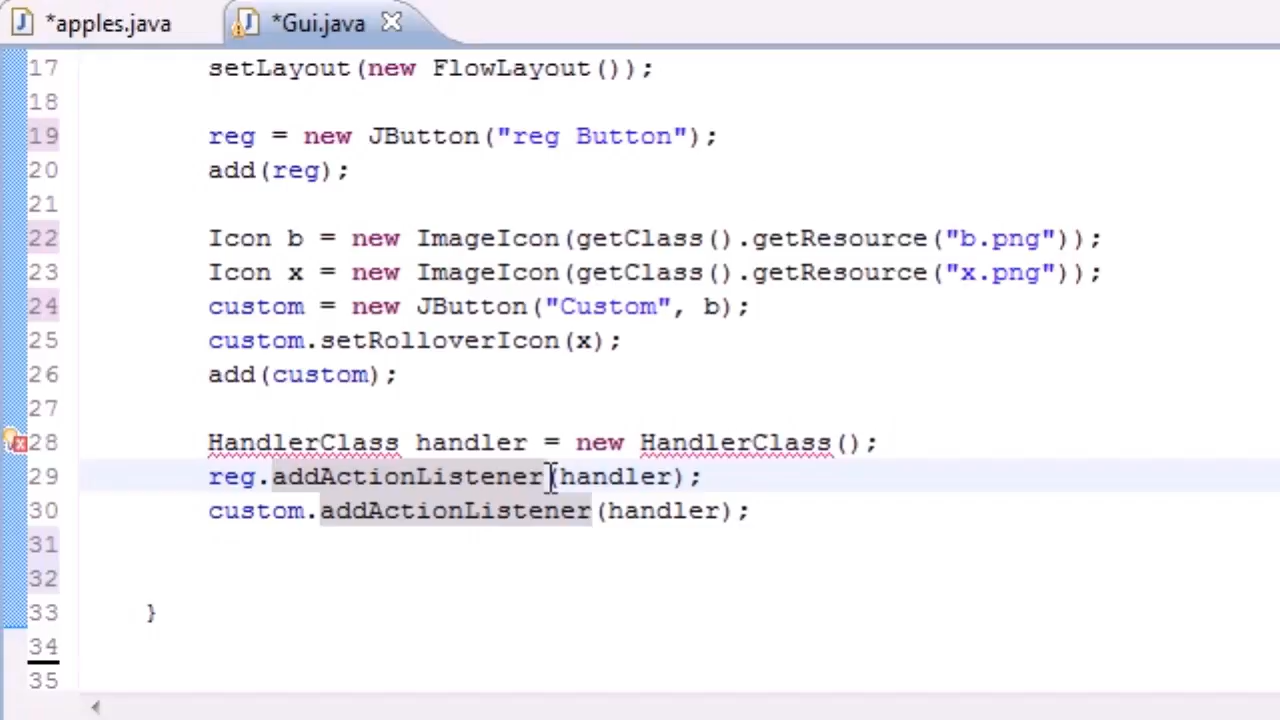 *apples.java *Gui.java
17 setLayout(new FlowLayout());
18
19 reg = new JButton("reg Button");
20 add(reg);
21
22 Icon b = new ImageIcon(getClass().getResource("b.png"));
23 Icon x = new ImageIcon(getClass().getResource("x.png"));
24 custom = new JButton("Custom", b);
25 custom.setRolloverIcon(x);
26 add(custom);
27
28 HandlerClass handler = new HandlerClass();
29 reg.addActionListener(handler);
30 custom.addActionListener(handler);
31
32
33 }
34
35